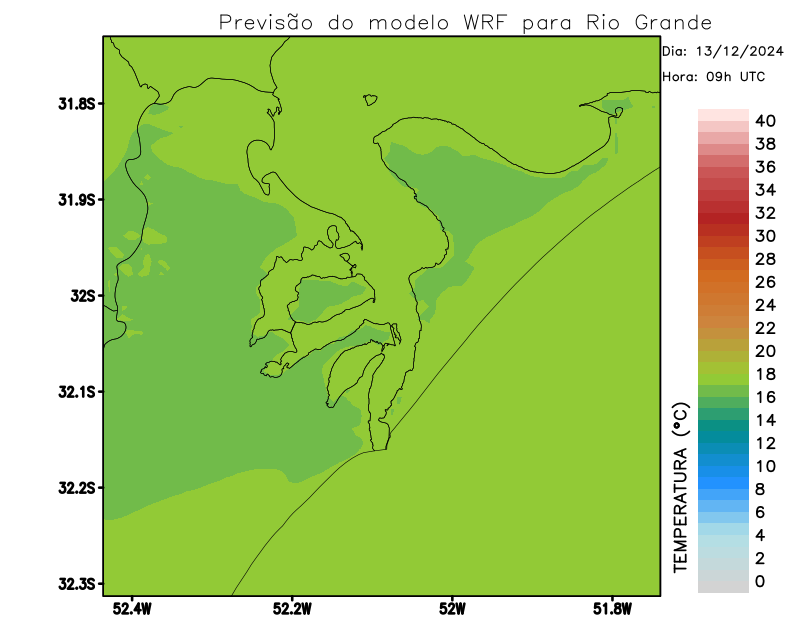 Previsão do modelo WRF para Rio Grande
Dia: 13/12/2024
Hora: 09h UTC
31.8S
31.9S
32S
32.1S
32.2S
32.3S
52.4W
52.2W
52W
51.8W
TEMPERATURA (°C)
40
38
36
34
32
30
28
26
24
22
20
18
16
14
12
10
8
6
4
2
0